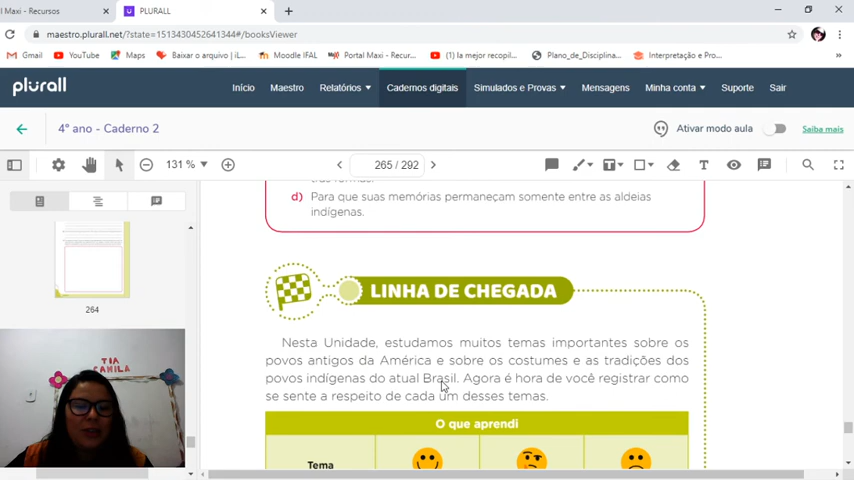 l Maxi - Recursos
PLURALL
maestro.plurall.net/?state=1513430452641344#/booksViewer
Gmail
YouTube
Maps
Baixar o arquivo | iL...
Moodle IFAL
Portal Maxi - Recur...
(1) la mejor recopil...
Plano_de_Disciplina...
Interpretação e Pro...
»
plurall
Início
Maestro
Relatórios
Cadernos digitais
Simulados e Provas
Mensagens
Minha conta
Suporte
Sair
4° ano - Caderno 2
Ativar modo aula
Saiba mais
131 %
265 / 292
d) Para que suas memórias permaneçam somente entre as aldeias
indígenas.
264
LINHA DE CHEGADA
Nesta Unidade, estudamos muitos temas importantes sobre os
povos antigos da América e sobre os costumes e as tradições dos
povos indígenas do atual Brasil. Agora é hora de você registrar como
se sente a respeito de cada um desses temas.
O que aprendi
Tema
TIA
CAMILA